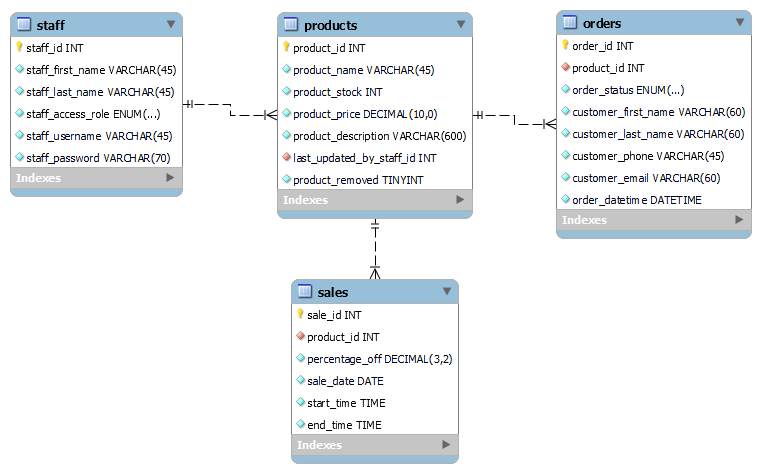 staff
staff_id INT
staff_first_name VARCHAR(45)
staff_last_name VARCHAR(45)
staff_access_role ENUM(...)
staff_username VARCHAR(45)
staff_password VARCHAR(70)
Indexes
products
product_id INT
product_name VARCHAR(45)
product_stock INT
product_price DECIMAL(10,0)
product_description VARCHAR(600)
last_updated_by_staff_id INT
product_removed TINYINT
Indexes
orders
order_id INT
product_id INT
order_status ENUM(...)
customer_first_name VARCHAR(60)
customer_last_name VARCHAR(60)
customer_phone VARCHAR(45)
customer_email VARCHAR(60)
order_datetime DATETIME
Indexes
sales
sale_id INT
product_id INT
percentage_off DECIMAL(3,2)
sale_date DATE
start_time TIME
end_time TIME
Indexes